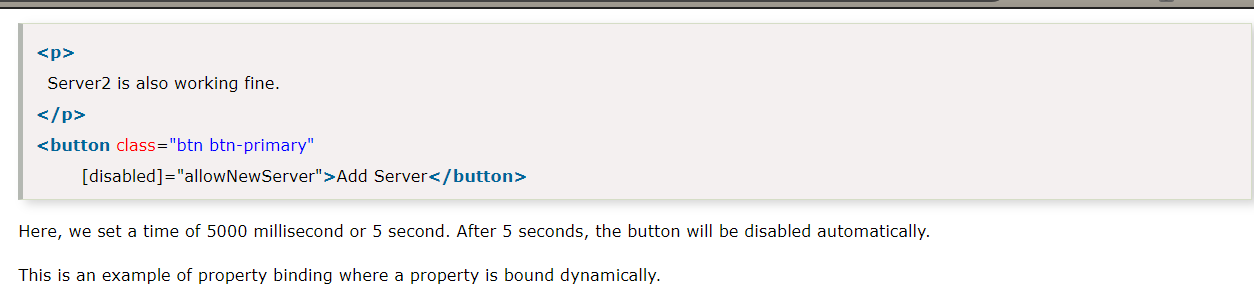 <p>
Server2 is also working fine.
</p>
<button class="btn btn-primary"
[disabled]="allowNewServer">Add Server</button>
Here, we set a time of 5000 millisecond or 5 second. After 5 seconds, the button will be disabled automatically.
This is an example of property binding where a property is bound dynamically.